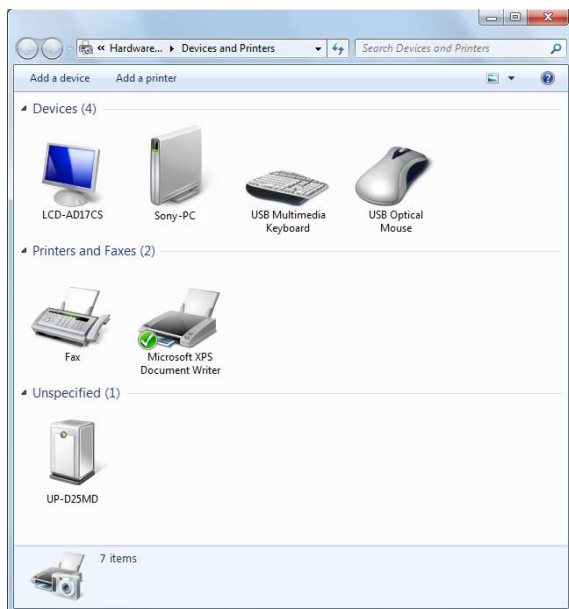 « Hardware... ▸ Devices and Printers
Search Devices and Printers
Add a device Add a printer
Devices (4)
LCD-AD17CS
Sony-PC
USB Multimedia
Keyboard
USB Optical
Mouse
Printers and Faxes (2)
Fax
Microsoft XPS
Document Writer
Unspecified (1)
UP-D25MD
7 items